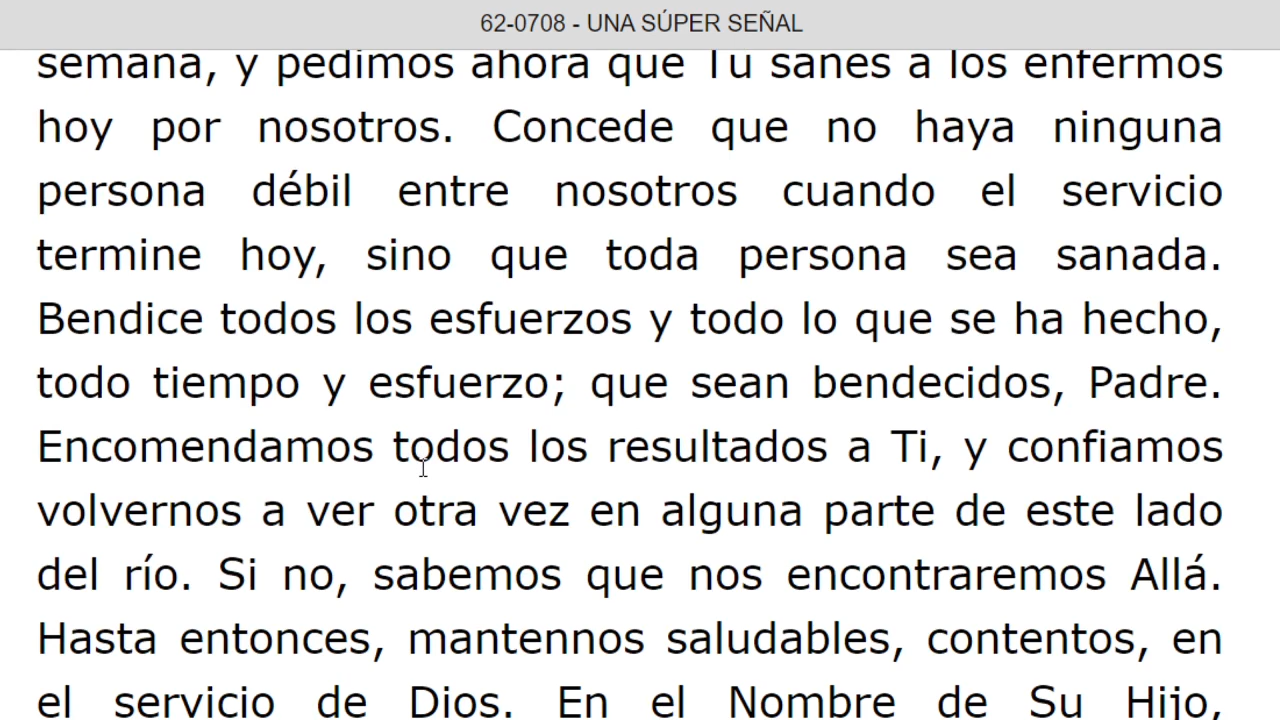 62-0708 - UNA SÚPER SEÑAL
semana, y pedimos ahora que Tú sanes a los enfermos
hoy por nosotros. Concede que no haya ninguna
persona débil entre nosotros cuando el servicio
termine hoy, sino que toda persona sea sanada.
Bendice todos los esfuerzos y todo lo que se ha hecho,
todo tiempo y esfuerzo; que sean bendecidos, Padre.
Encomendamos todos los resultados a Ti, y confiamos
volvernos a ver otra vez en alguna parte de este lado
del río. Si no, sabemos que nos encontraremos Allá.
Hasta entonces, mantennos saludables, contentos, en
el servicio de Dios. En el Nombre de Su Hijo,